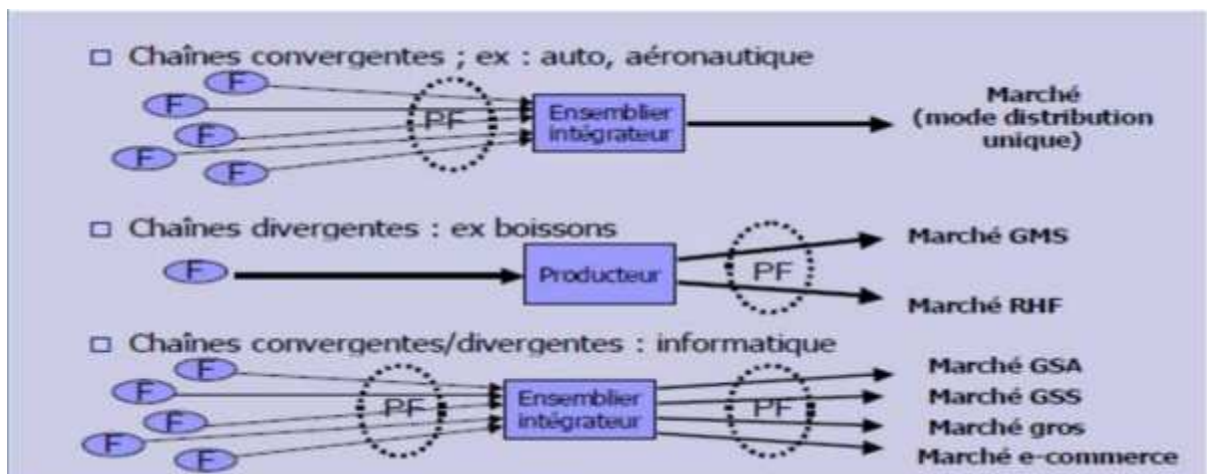 Chaînes convergentes ; ex : auto, aéronautique
F
F
F
F
F
PF
Ensemblier
intégrateur
Marché
(mode distribution
unique)
Chaînes divergentes : ex boissons
F
Producteur
PF
Marché GMS
Marché RHF
Chaînes convergentes/divergentes : informatique
F
F
F
F
F
PF
Ensemblier
intégrateur
PF
Marché GSA
Marché GSS
Marché gros
Marché e-commerce